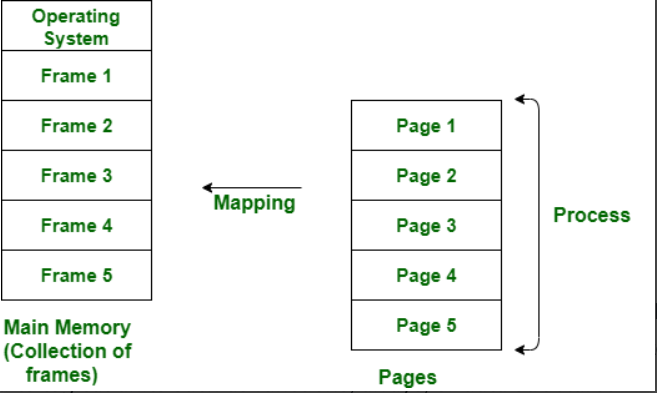 Operating
System
Frame 1
Frame 2
Frame 3
Frame 4
Frame 5
Main Memory
(Collection of
frames)
Mapping
Page 1
Page 2
Page 3
Page 4
Page 5
Pages
Process